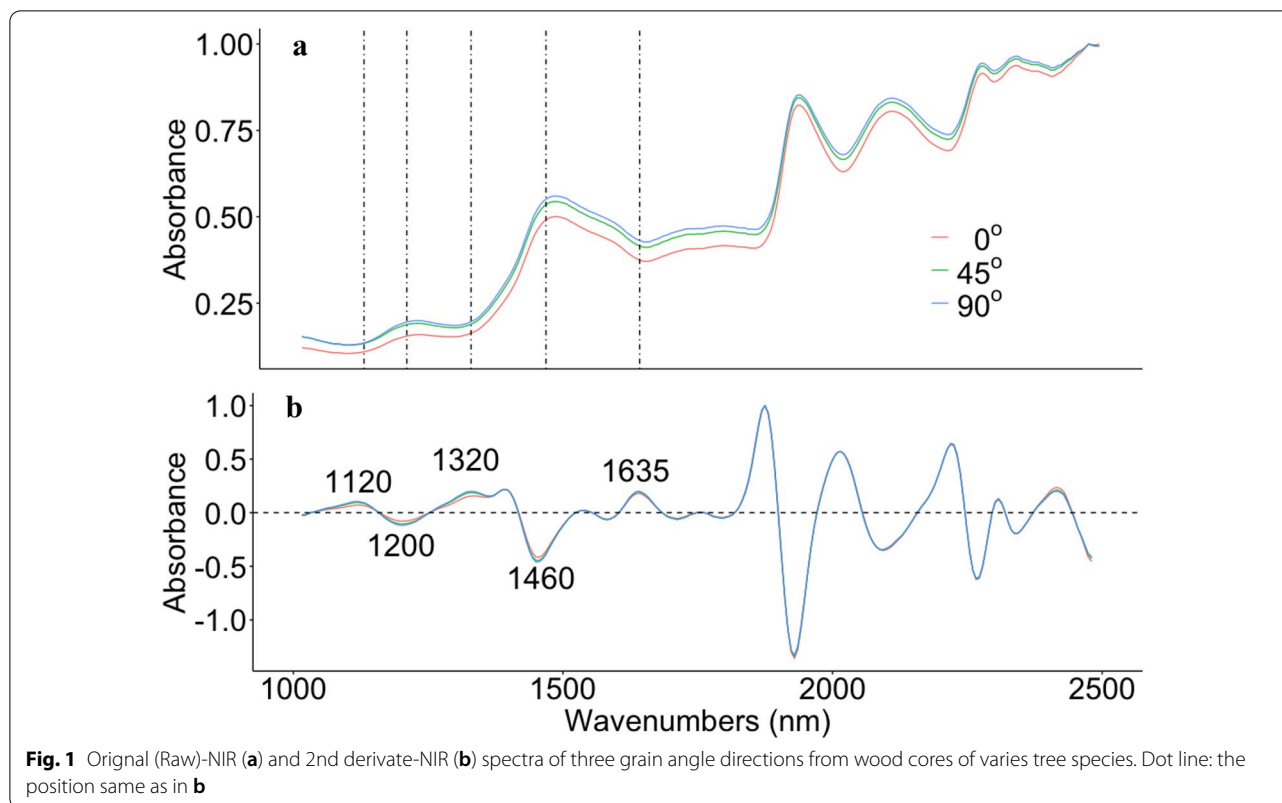 a
1.00
0.75
0.50
0.25
Absorbance
0°
45°
90°
b
1.0
0.5
0.0
-0.5
-1.0
Absorbance
1120
1200
1320
1460
1635
1000 1500 2000 2500
Wavenumbers (nm)
Fig. 1 Orignal (Raw)-NIR (a) and 2nd derivate-NIR (b) spectra of three grain angle directions from wood cores of varies tree species. Dot line: the
position same as in b